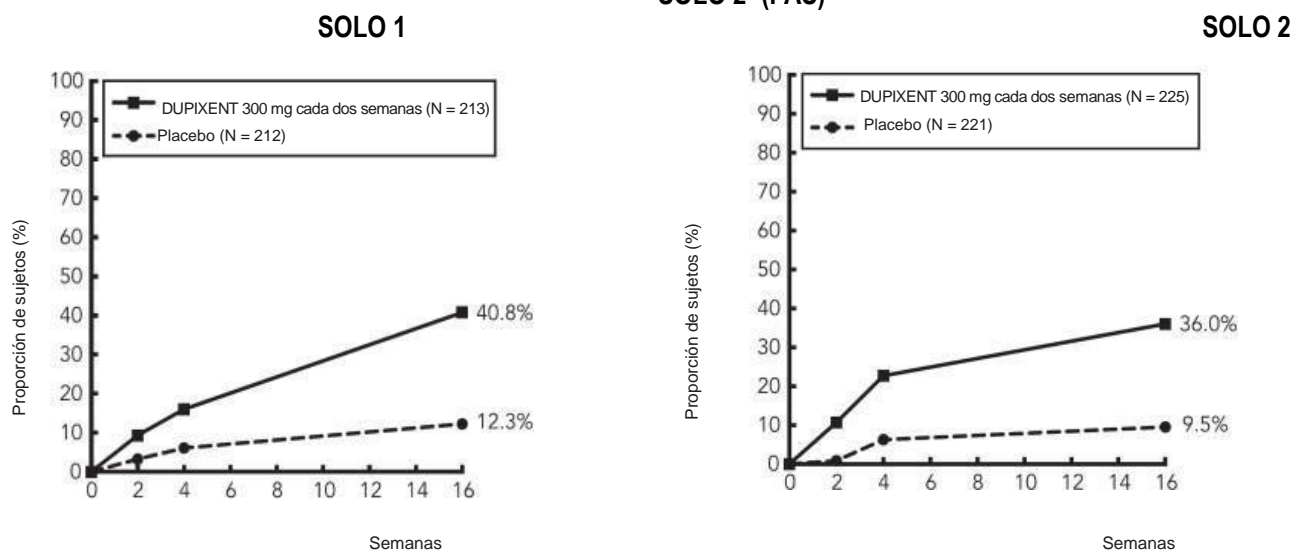 SOLO 2 (FAS)
SOLO 1
DUPIXENT 300 mg cada dos semanas (N = 213)
Placebo (N = 212)
Proporción de sujetos (%)
100
90
80
70
60
50
40
30
20
10
0
40.8%
12.3%
0 2 4 6 8 10 12 14 16
Semanas
SOLO 2
DUPIXENT 300 mg cada dos semanas (N = 225)
Placebo (N = 221)
Proporción de sujetos (%)
100
90
80
70
60
50
40
30
20
10
0
36.0%
9.5%
0 2 4 6 8 10 12 14 16
Semanas